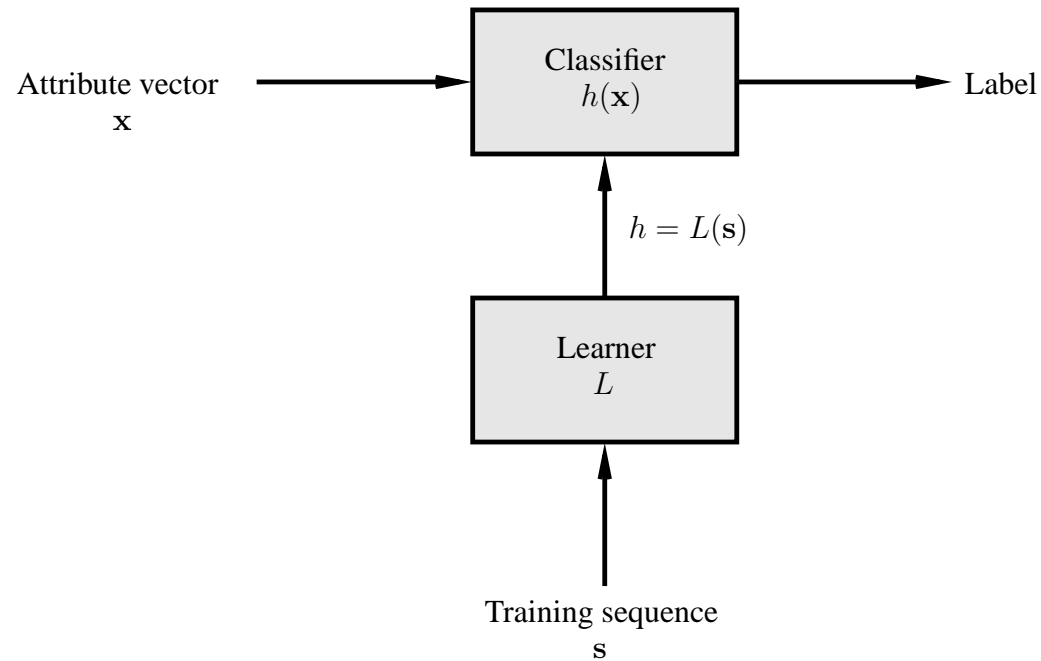 Classifier
h(x)
Attribute vector
x
Label
h = L(s)
Learner
L
Training sequence
s